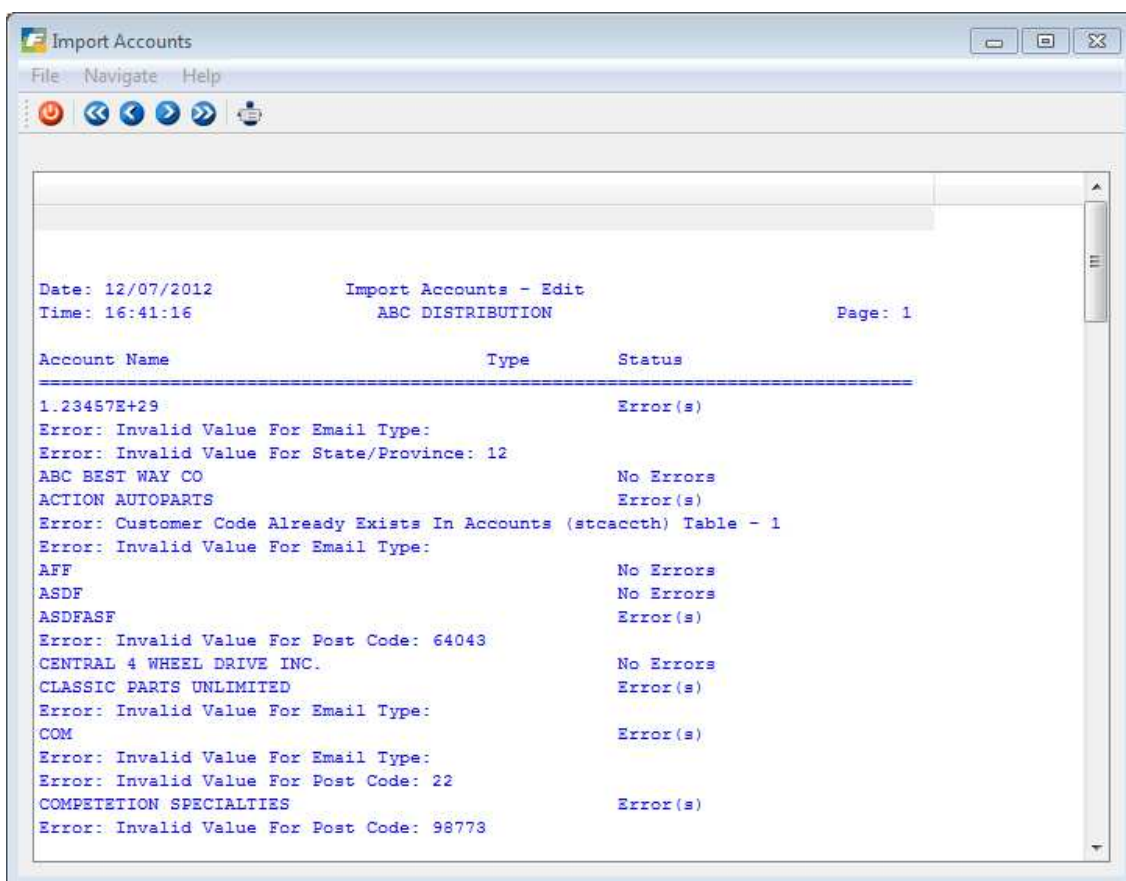 Import Accounts
File Navigate Help
Date: 12/07/2012 Import Accounts - Edit
Time: 16:41:16 ABC DISTRIBUTION Page: 1
Account Name Type Status
================================================================================
1.23457E+29 Error(s)
Error: Invalid Value For Email Type:
Error: Invalid Value For State/Province: 12
ABC BEST WAY CO No Errors
ACTION AUTOPARTS Error(s)
Error: Customer Code Already Exists In Accounts (stcaccth) Table - 1
Error: Invalid Value For Email Type:
AFF No Errors
ASDF No Errors
ASDFASF Error(s)
Error: Invalid Value For Post Code: 64043
CENTRAL 4 WHEEL DRIVE INC. No Errors
CLASSIC PARTS UNLIMITED Error(s)
Error: Invalid Value For Email Type:
COM Error(s)
Error: Invalid Value For Email Type:
Error: Invalid Value For Post Code: 22
COMPETETION SPECIALTIES Error(s)
Error: Invalid Value For Post Code: 98773